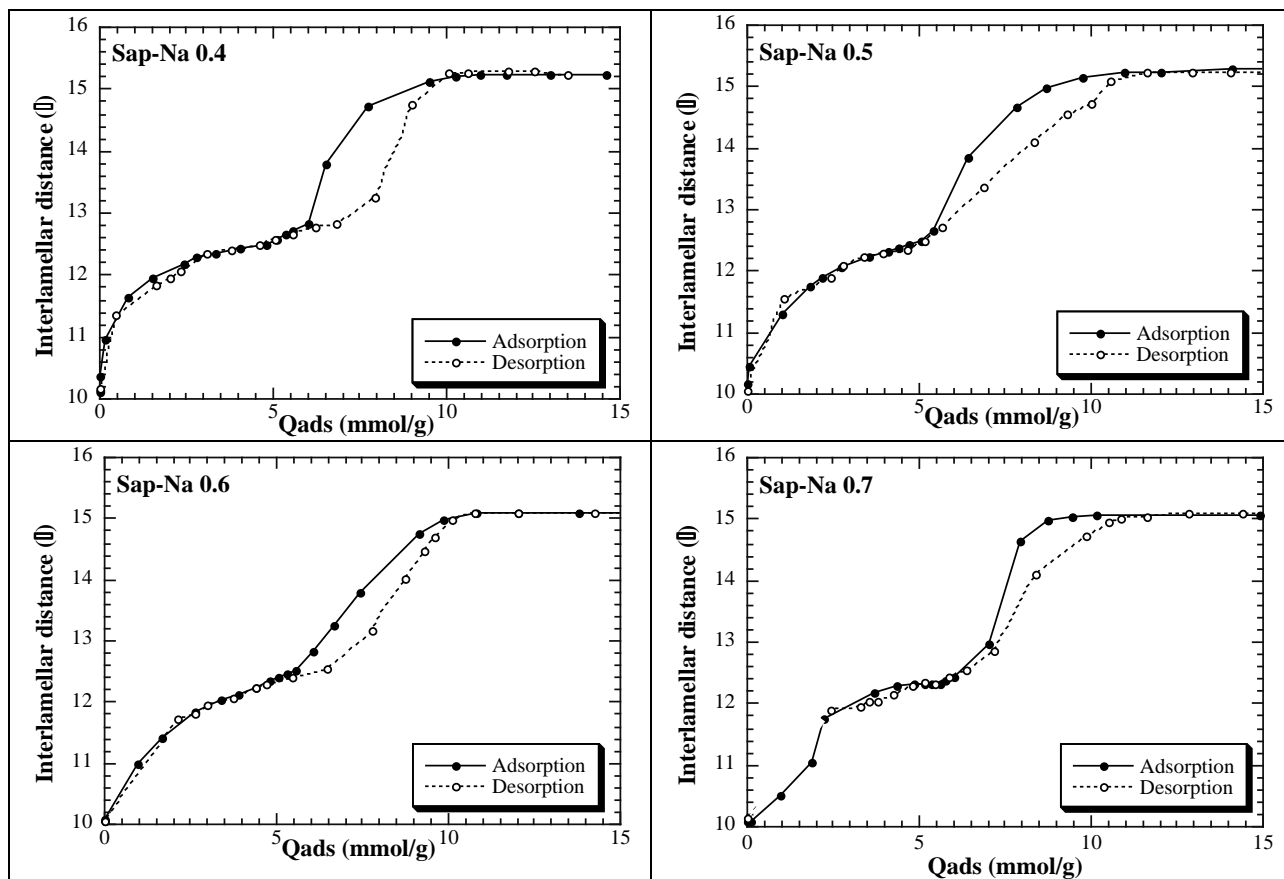 Sap-Na 0.4
Interlamellar distance (▯)
16
15
14
13
12
11
10
0
5
10
15
Qads (mmol/g)
Adsorption
Desorption
Sap-Na 0.5
Interlamellar distance (▯)
16
15
14
13
12
11
10
0
5
10
15
Qads (mmol/g)
Adsorption
Desorption
Sap-Na 0.6
Interlamellar distance (▯)
16
15
14
13
12
11
10
0
5
10
15
Qads (mmol/g)
Adsorption
Desorption
Sap-Na 0.7
Interlamellar distance (▯)
16
15
14
13
12
11
10
0
5
10
15
Qads (mmol/g)
Adsorption
Desorption